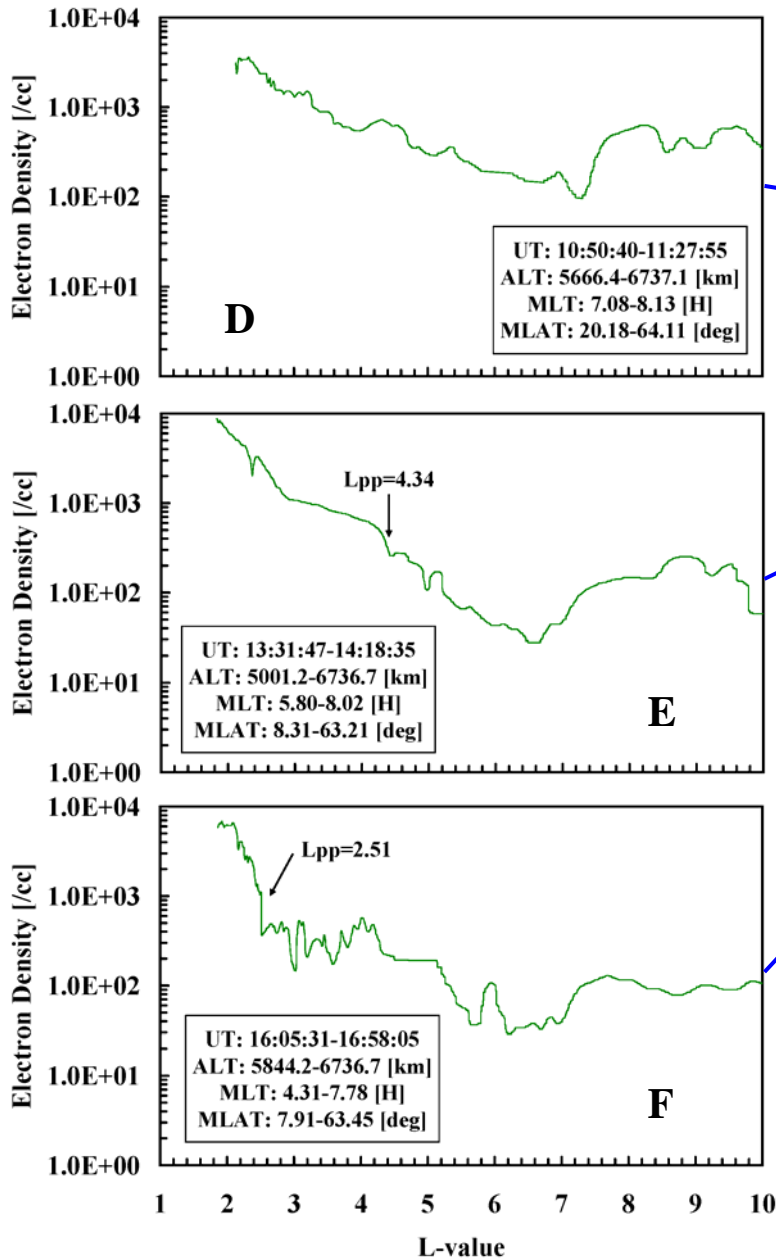 1.0E+04
1.0E+03
1.0E+02
1.0E+01
1.0E+00
Electron Density [/cc]
D
UT: 10:50:40-11:27:55
ALT: 5666.4-6737.1 [km]
MLT: 7.08-8.13 [H]
MLAT: 20.18-64.11 [deg]
1.0E+04
1.0E+03
1.0E+02
1.0E+01
1.0E+00
Electron Density [/cc]
Lpp=4.34
UT: 13:31:47-14:18:35
ALT: 5001.2-6736.7 [km]
MLT: 5.80-8.02 [H]
MLAT: 8.31-63.21 [deg]
E
1.0E+04
1.0E+03
1.0E+02
1.0E+01
1.0E+00
Electron Density [/cc]
Lpp=2.51
UT: 16:05:31-16:58:05
ALT: 5844.2-6736.7 [km]
MLT: 4.31-7.78 [H]
MLAT: 7.91-63.45 [deg]
F
1 2 3 4 5 6 7 8 9 10
L-value